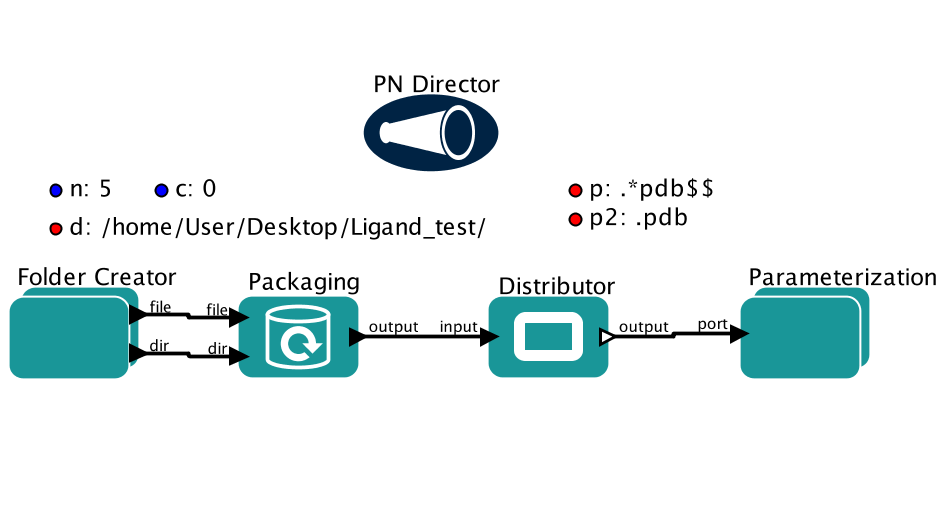 PN Director
n: 5
c: 0
p: .*pdb$$
p2: .pdb
d: /home/User/Desktop/Ligand_test/
Folder Creator
Packaging
Distributor
Parameterization
file
file
output
input
output
port
dir
dir